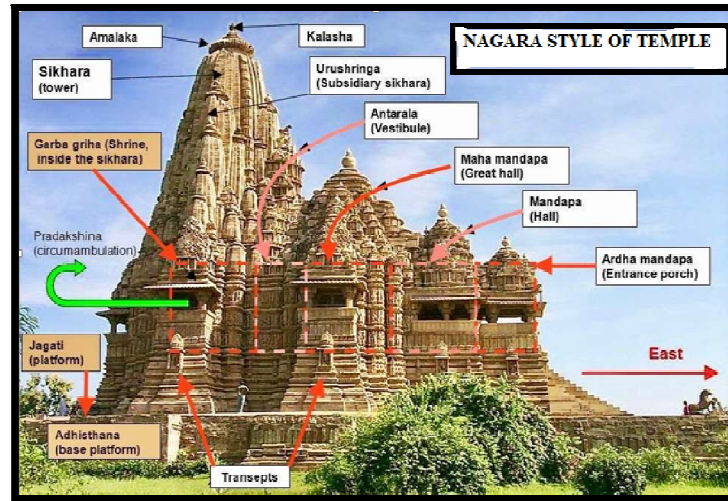 NAGARA STYLE OF TEMPLE
Amalaka
Kalasha
Sikhara
(tower)
Urushringa
(Subsidiary sikhara)
Antarala
(Vestibule)
Garba griha (Shrine,
inside the sikhara)
Maha mandapa
(Great hall)
Mandapa
(Hall)
Pradakshina
(circumambulation)
Ardha mandapa
(Entrance porch)
Jagati
(platform)
East
Adhisthana
(base platform)
Transepts